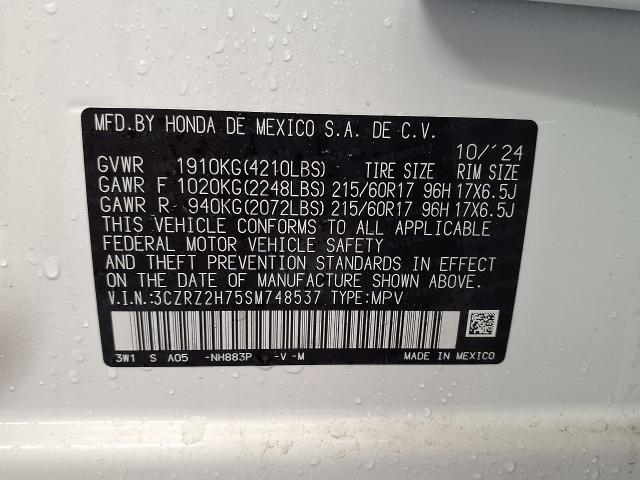 MFD.BY HONDA DE MEXICO S.A. DE C.V.
10/'24
GVWR 1910KG(4210LBS) TIRE SIZE RIM SIZE
GAWR F 1020KG(2248LBS) 215/60R17 96H 17X6.5J
GAWR R 940KG(2072LBS) 215/60R17 96H 17X6.5J
THIS VEHICLE CONFORMS TO ALL APPLICABLE
FEDERAL MOTOR VEHICLE SAFETY
AND THEFT PREVENTION STANDARDS IN EFFECT
ON THE DATE OF MANUFACTURE SHOWN ABOVE.
V.I.N.:3CZRZ2H75SM748537 TYPE:MPV
3W1 S A05 -NH883P -V -M MADE IN MEXICO